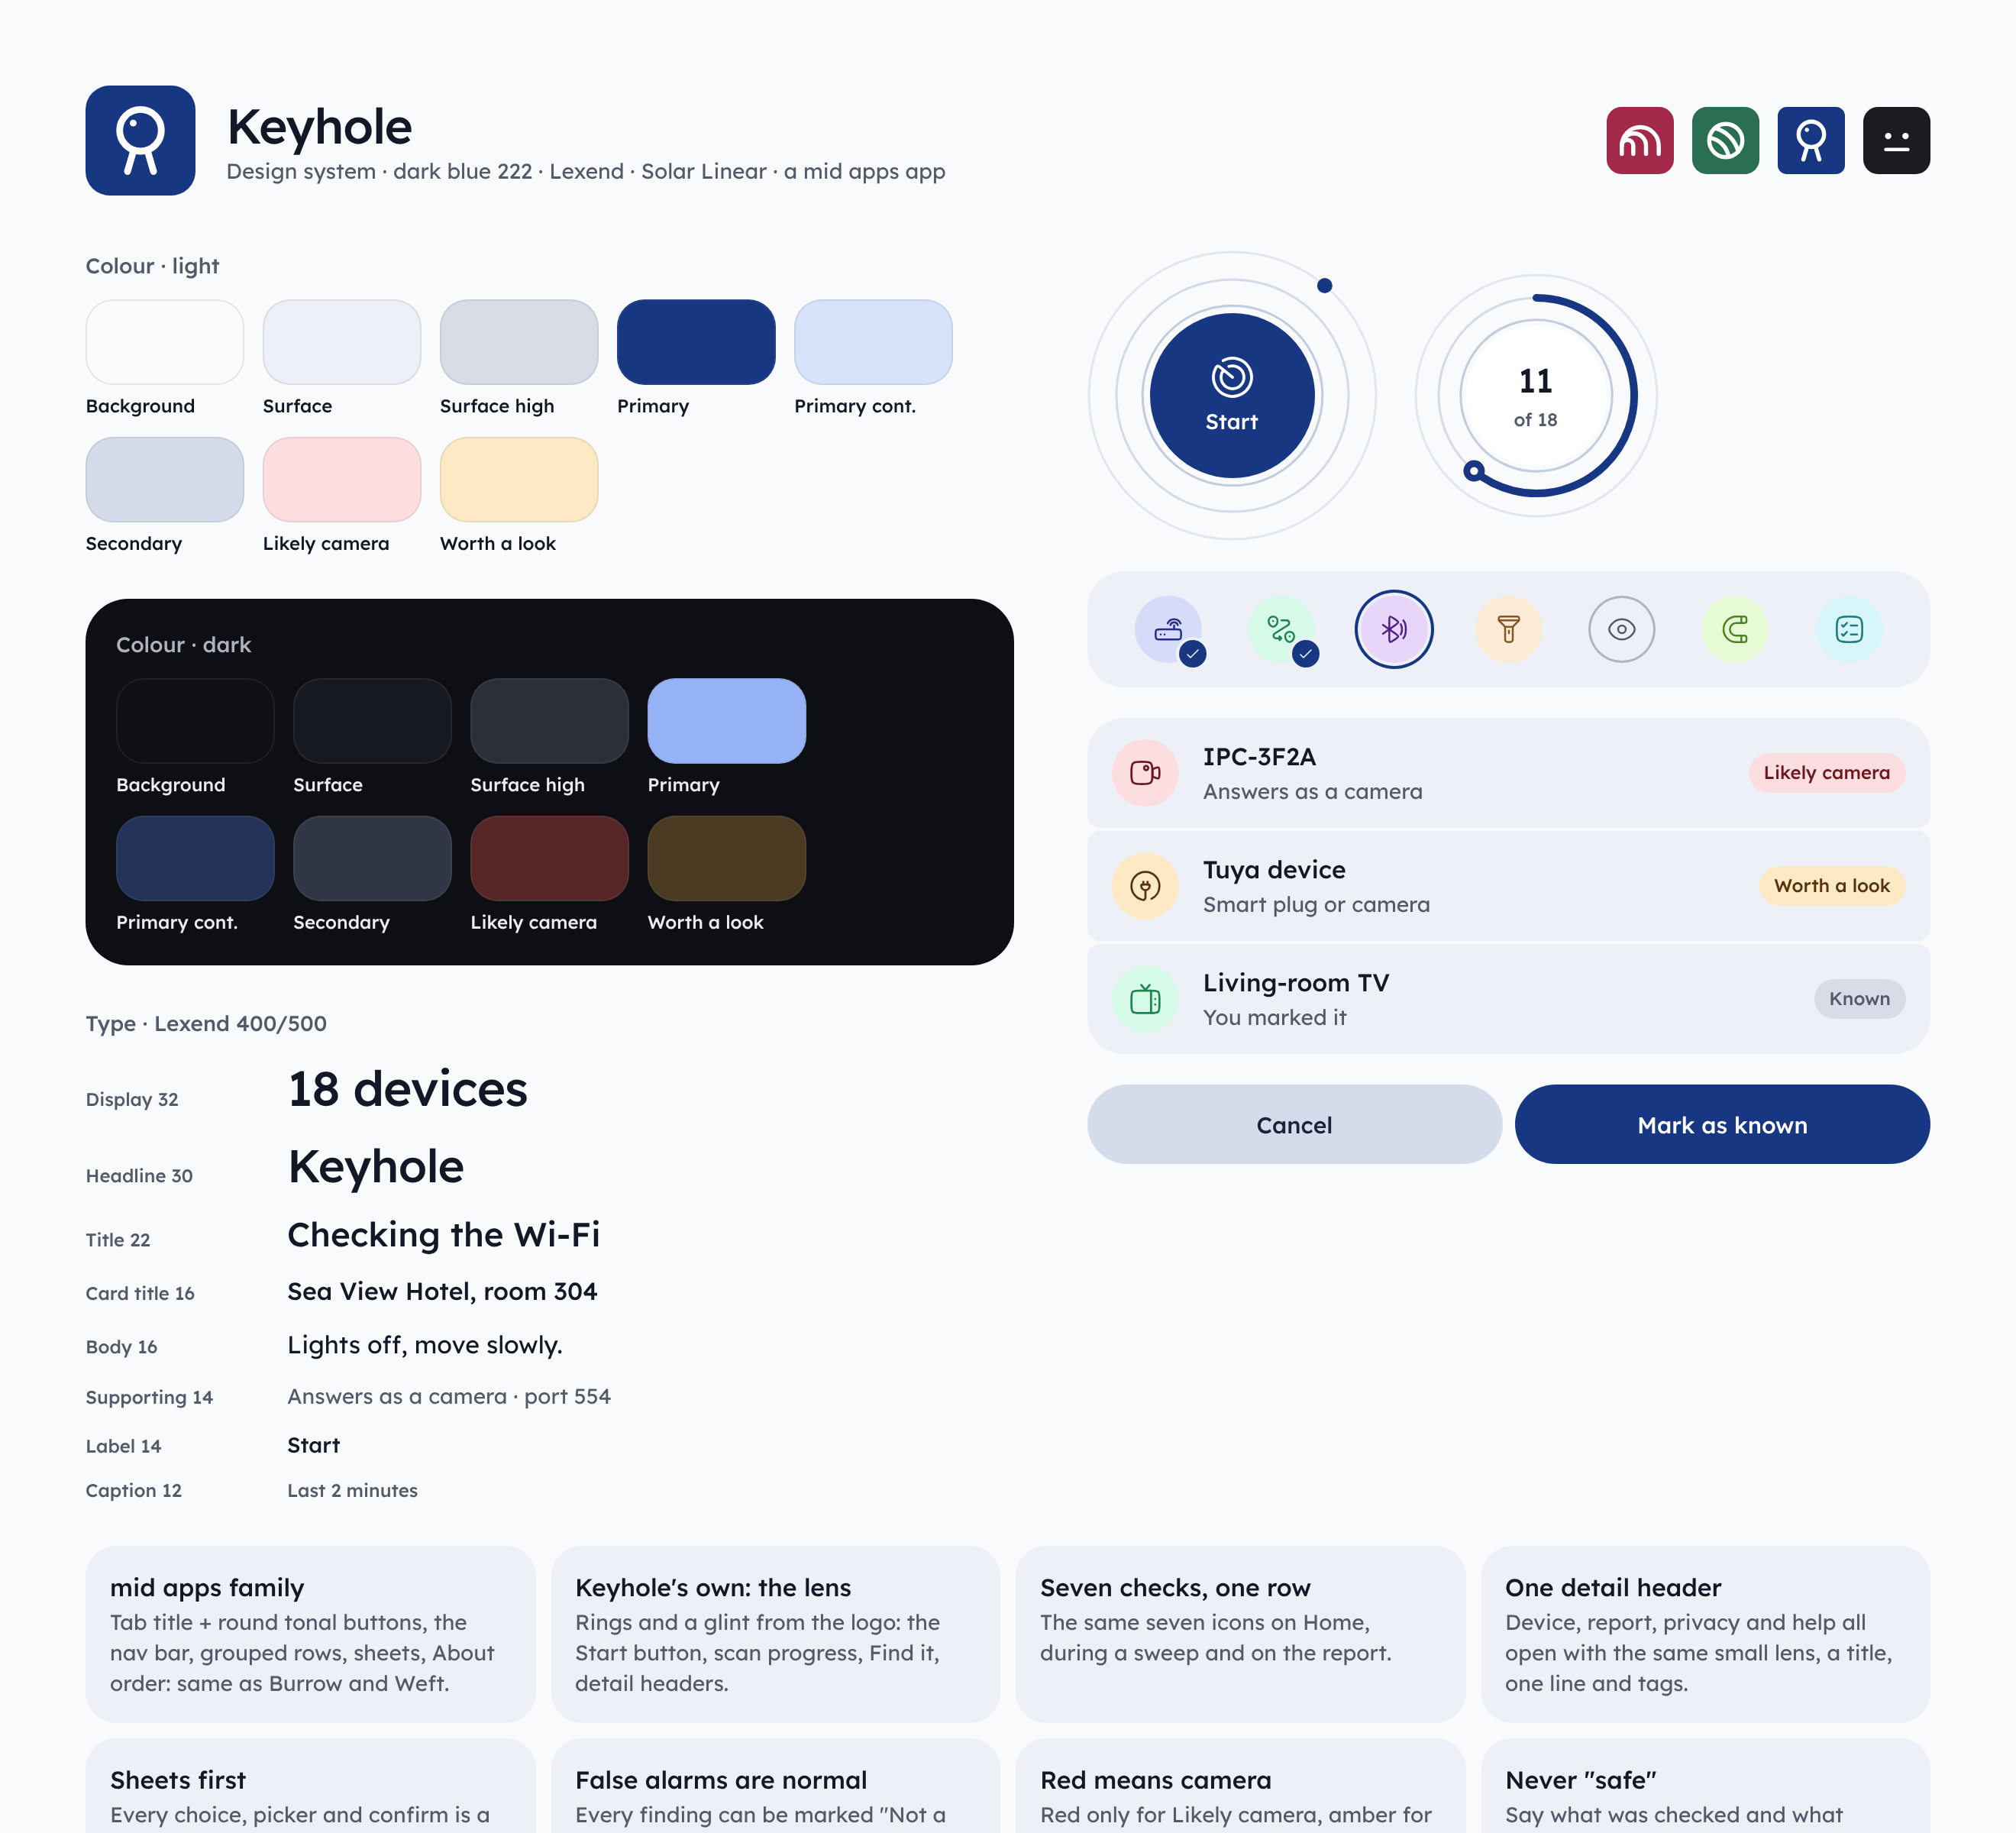 Keyhole
Design system · dark blue 222 · Lexend · Solar Linear · a mid apps app
Colour · light
Background
Surface
Surface high
Primary
Primary cont.
Secondary
Likely camera
Worth a look
Colour · dark
Background
Surface
Surface high
Primary
Primary cont.
Secondary
Likely camera
Worth a look
Type · Lexend 400/500
Display 32
18 devices
Headline 30
Keyhole
Title 22
Checking the Wi-Fi
Card title 16
Sea View Hotel, room 304
Body 16
Lights off, move slowly.
Supporting 14
Answers as a camera · port 554
Label 14
Start
Caption 12
Last 2 minutes
Start
11
of 18
IPC-3F2A
Answers as a camera
Likely camera
Tuya device
Smart plug or camera
Worth a look
Living-room TV
You marked it
Known
Cancel
Mark as known
mid apps family
Tab title + round tonal buttons, the
nav bar, grouped rows, sheets, About
order: same as Burrow and Weft.
Keyhole's own: the lens
Rings and a glint from the logo: the
Start button, scan progress, Find it,
detail headers.
Seven checks, one row
The same seven icons on Home,
during a sweep and on the report.
One detail header
Device, report, privacy and help all
open with the same small lens, a title,
one line and tags.
Sheets first
Every choice, picker and confirm is a
False alarms are normal
Every finding can be marked "Not a
Red means camera
Red only for Likely camera, amber for
Never "safe"
Say what was checked and what